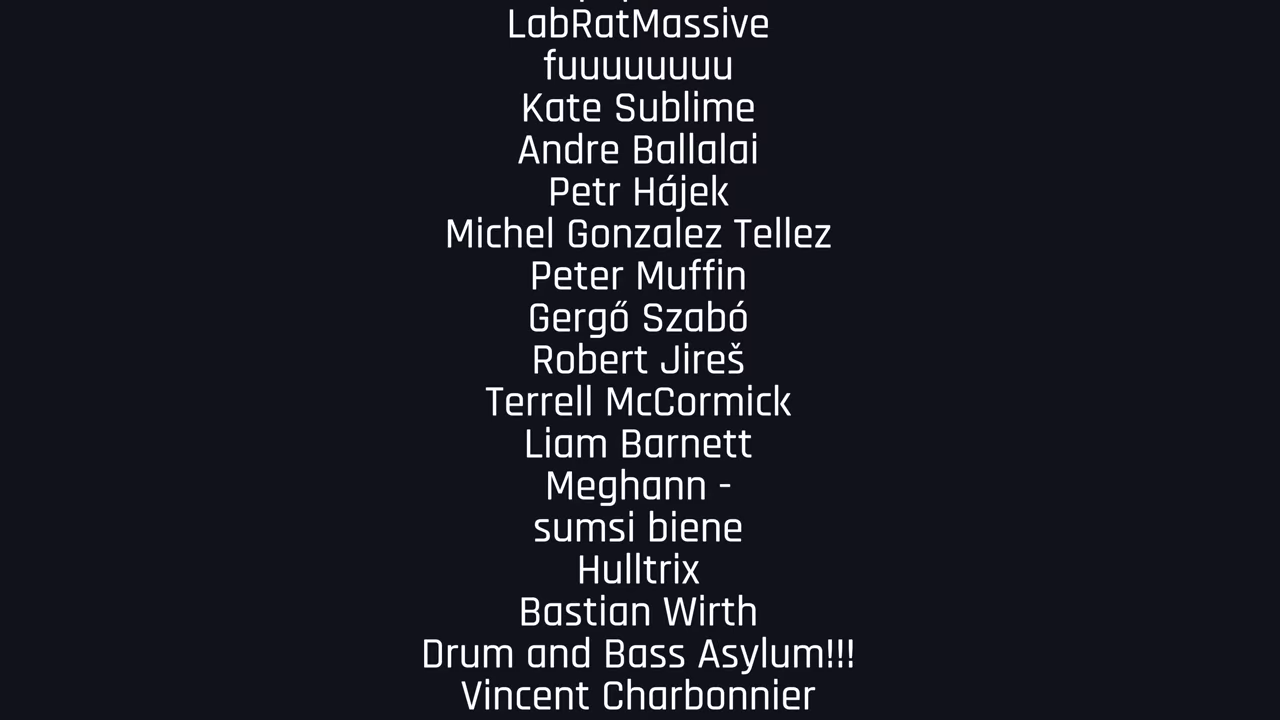 LabRatMassive
fuuuuuuuu
Kate Sublime
Andre Ballalai
Petr Hájek
Michel Gonzalez Tellez
Peter Muffin
Gergő Szabó
Robert Jireš
Terrell McCormick
Liam Barnett
Meghann -
sumsi biene
Hulltrix
Bastian Wirth
Drum and Bass Asylum!!!
Vincent Charbonnier